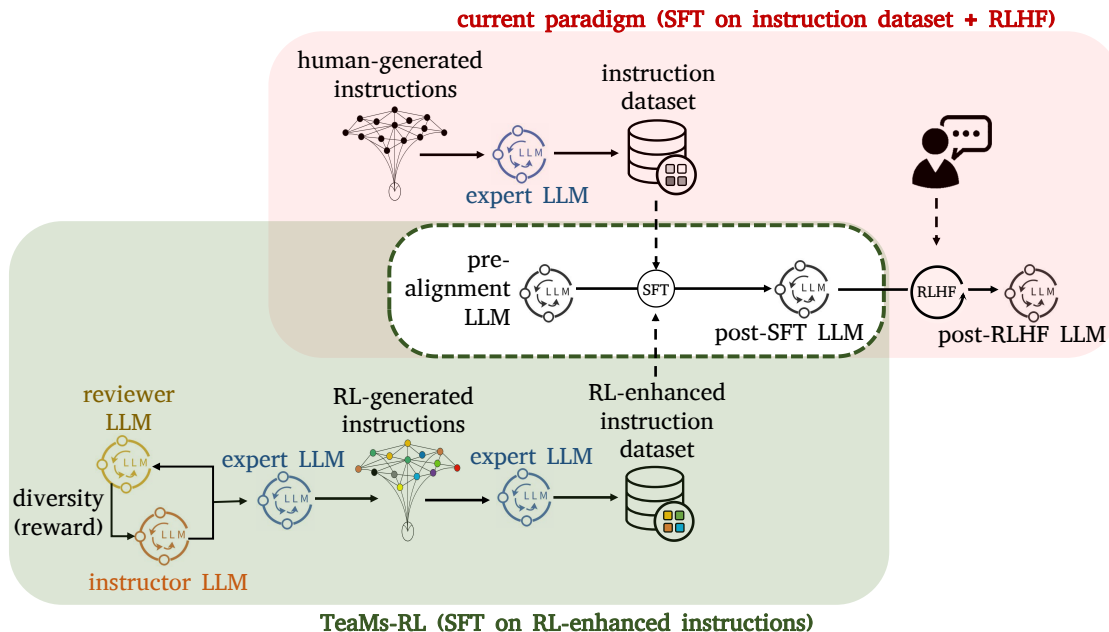 current paradigm (SFT on instruction dataset + RLHF)
human-generated
instructions
instruction
dataset
LLM
expert LLM
pre-
alignment
LLM
LLM
SFT
LLM
post-SFT LLM
RLHF
LLM
post-RLHF LLM
reviewer
LLM
LLM
diversity
(reward)
LLM
instructor LLM
expert LLM
LLM
RL-generated
instructions
expert LLM
LLM
RL-enhanced
instruction
dataset
TeaMs-RL (SFT on RL-enhanced instructions)